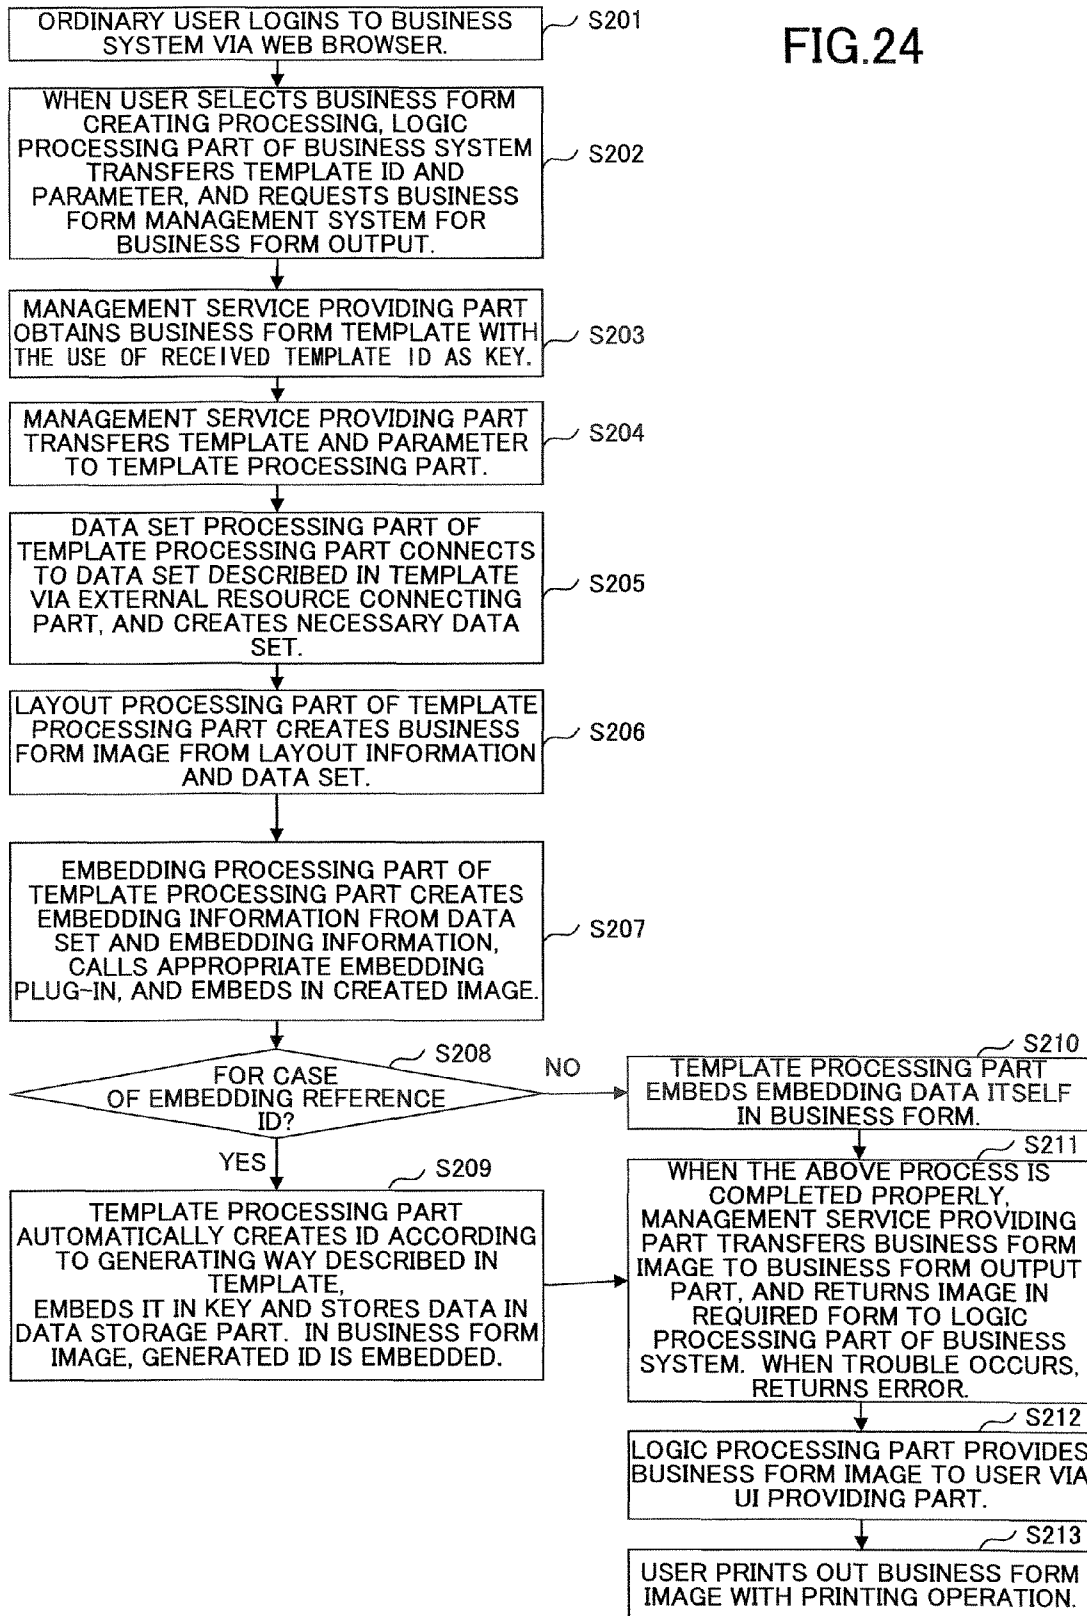 FIG.24
ORDINARY USER LOGINS TO BUSINESS
SYSTEM VIA WEB BROWSER.
S201
WHEN USER SELECTS BUSINESS FORM
CREATING PROCESSING, LOGIC
PROCESSING PART OF BUSINESS SYSTEM
TRANSFERS TEMPLATE ID AND
PARAMETER, AND REQUESTS BUSINESS
FORM MANAGEMENT SYSTEM FOR
BUSINESS FORM OUTPUT.
S202
MANAGEMENT SERVICE PROVIDING PART
OBTAINS BUSINESS FORM TEMPLATE WITH
THE USE OF RECEIVED TEMPLATE ID AS KEY.
S203
MANAGEMENT SERVICE PROVIDING PART
TRANSFERS TEMPLATE AND PARAMETER
TO TEMPLATE PROCESSING PART.
S204
DATA SET PROCESSING PART OF
TEMPLATE PROCESSING PART CONNECTS
TO DATA SET DESCRIBED IN TEMPLATE
VIA EXTERNAL RESOURCE CONNECTING
PART, AND CREATES NECESSARY DATA
SET.
S205
LAYOUT PROCESSING PART OF TEMPLATE
PROCESSING PART CREATES BUSINESS
FORM IMAGE FROM LAYOUT INFORMATION
AND DATA SET.
S206
EMBEDDING PROCESSING PART OF
TEMPLATE PROCESSING PART CREATES
EMBEDDING INFORMATION FROM DATA
SET AND EMBEDDING INFORMATION,
CALLS APPROPRIATE EMBEDDING
PLUG-IN, AND EMBEDS IN CREATED IMAGE.
S207
S208
FOR CASE
OF EMBEDDING REFERENCE
ID?
NO
YES
S209
TEMPLATE PROCESSING PART
AUTOMATICALLY CREATES ID ACCORDING
TO GENERATING WAY DESCRIBED IN
TEMPLATE,
EMBEDS IT IN KEY AND STORES DATA IN
DATA STORAGE PART. IN BUSINESS FORM
IMAGE, GENERATED ID IS EMBEDDED.
S210
TEMPLATE PROCESSING PART
EMBEDS EMBEDDING DATA ITSELF
IN BUSINESS FORM.
S211
WHEN THE ABOVE PROCESS IS
COMPLETED PROPERLY,
MANAGEMENT SERVICE PROVIDING
PART TRANSFERS BUSINESS FORM
IMAGE TO BUSINESS FORM OUTPUT
PART, AND RETURNS IMAGE IN
REQUIRED FORM TO LOGIC
PROCESSING PART OF BUSINESS
SYSTEM. WHEN TROUBLE OCCURS,
RETURNS ERROR.
S212
LOGIC PROCESSING PART PROVIDES
BUSINESS FORM IMAGE TO USER VIA
UI PROVIDING PART.
S213
USER PRINTS OUT BUSINESS FORM
IMAGE WITH PRINTING OPERATION.